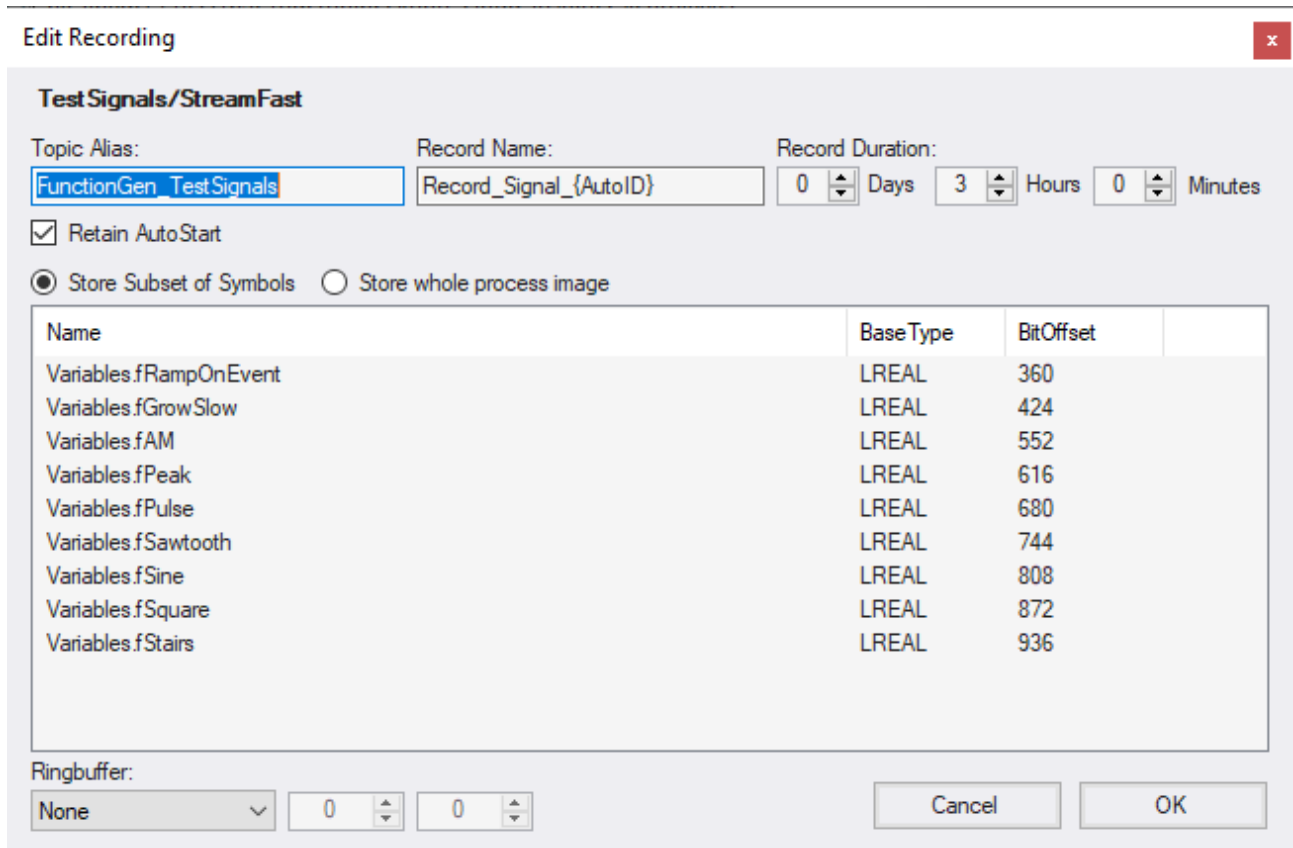 Edit Recording
x
TestSignals/StreamFast
Topic Alias: Record Name: Record Duration:
FunctionGen_TestSignals Record_Signal_{AutoID} 0 Days 3 Hours 0 Minutes
Retain AutoStart
Store Subset of Symbols Store whole process image
Name BaseType BitOffset
Variables.fRampOnEvent LREAL 360
Variables.fGrowSlow LREAL 424
Variables.fAM LREAL 552
Variables.fPeak LREAL 616
Variables.fPulse LREAL 680
Variables.fSawtooth LREAL 744
Variables.fSine LREAL 808
Variables.fSquare LREAL 872
Variables.fStairs LREAL 936
Ringbuffer:
None 0 0 Cancel OK